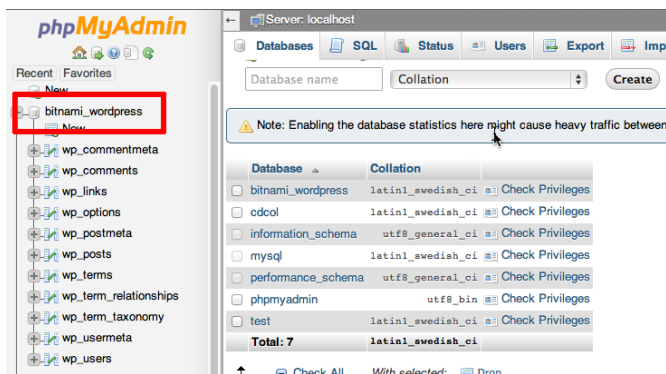 phpMyAdmin
Recent Favorites
New
bitnami_wordpress
New
wp_commentmeta
wp_comments
wp_links
wp_options
wp_postmeta
wp_posts
wp_terms
wp_term_relationships
wp_term_taxonomy
wp_usermeta
wp_users
Server: localhost
Databases SQL Status Users Export Imp
Database name Collation Create
Note: Enabling the database statistics here might cause heavy traffic between
Database Collation
bitnami_wordpress latin1_swedish_ci Check Privileges
cdcol latin1_swedish_ci Check Privileges
information_schema utf8_general_ci Check Privileges
mysql latin1_swedish_ci Check Privileges
performance_schema utf8_general_ci Check Privileges
phpmyadmin utf8_bin Check Privileges
test latin1_swedish_ci Check Privileges
Total: 7 latin1_swedish_ci
Check All With selected: Drop